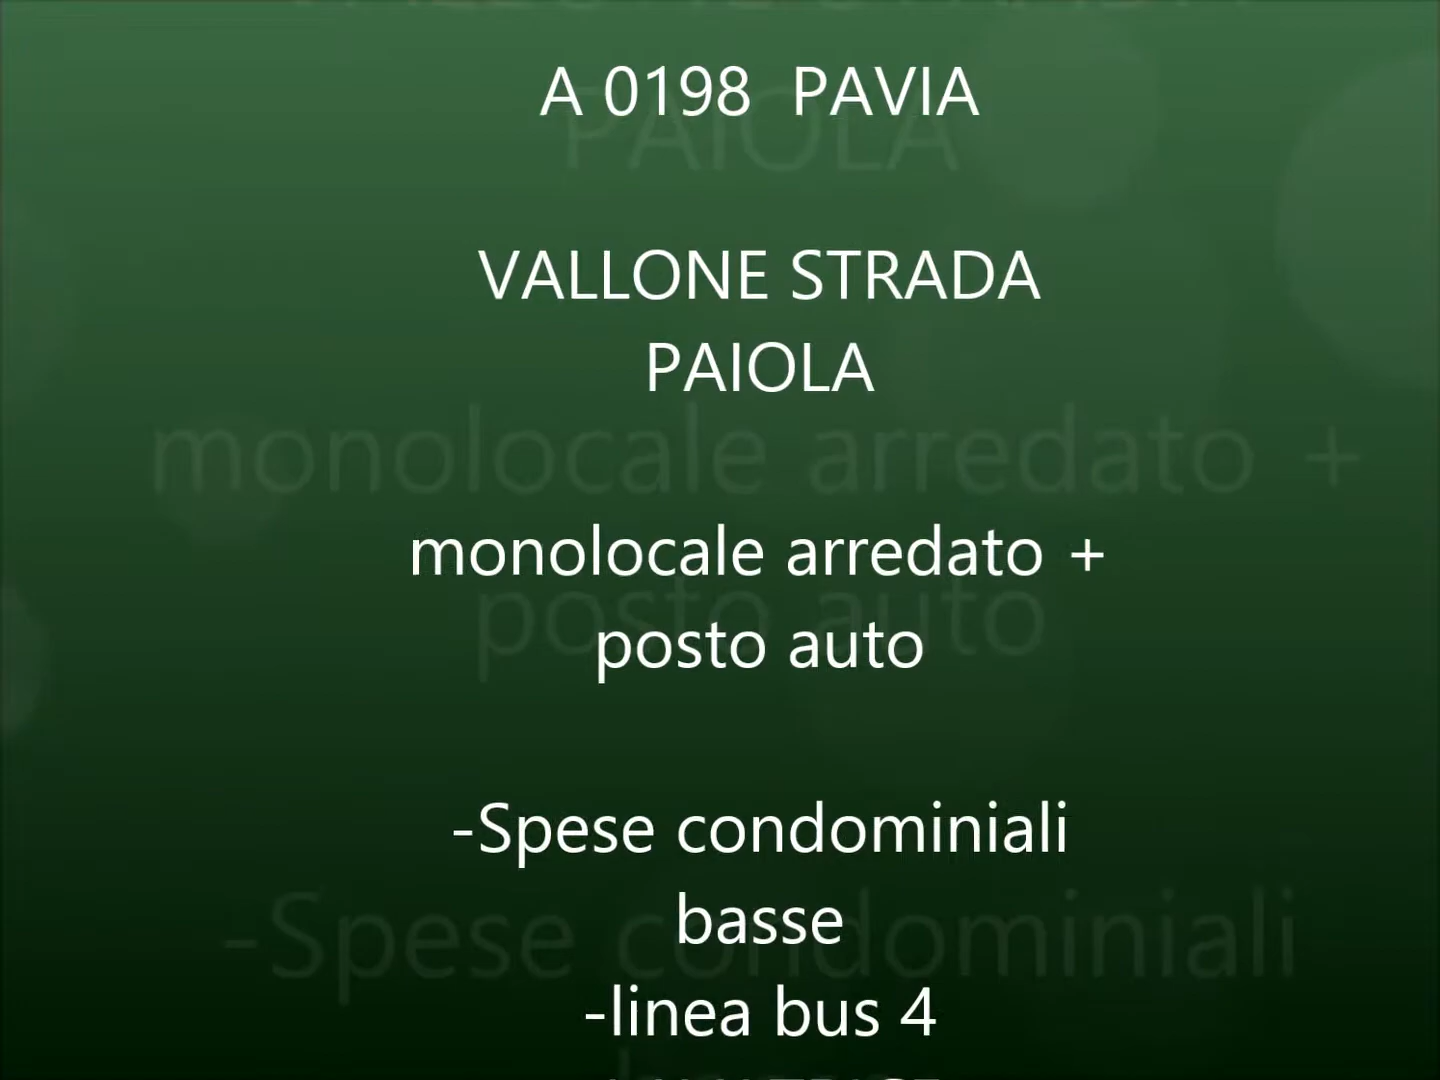 A 0198 PAVIA
VALLONE STRADA
PAIOLA
monolocale arredato +
posto auto
-Spese condominiali
basse
-linea bus 4